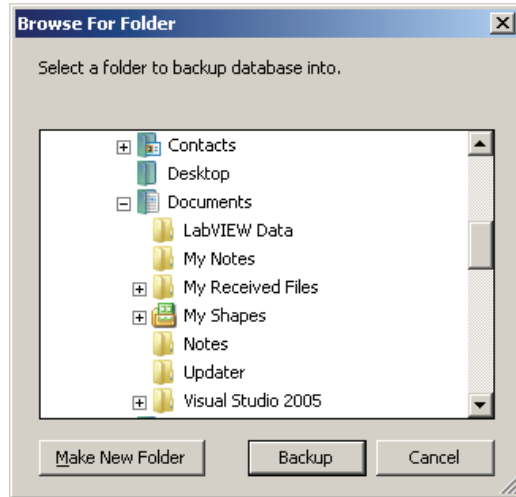 Browse For Folder
Select a folder to backup database into.
Contacts
Desktop
Documents
LabVIEW Data
My Notes
My Received Files
My Shapes
Notes
Updater
Visual Studio 2005
Make New Folder Backup Cancel